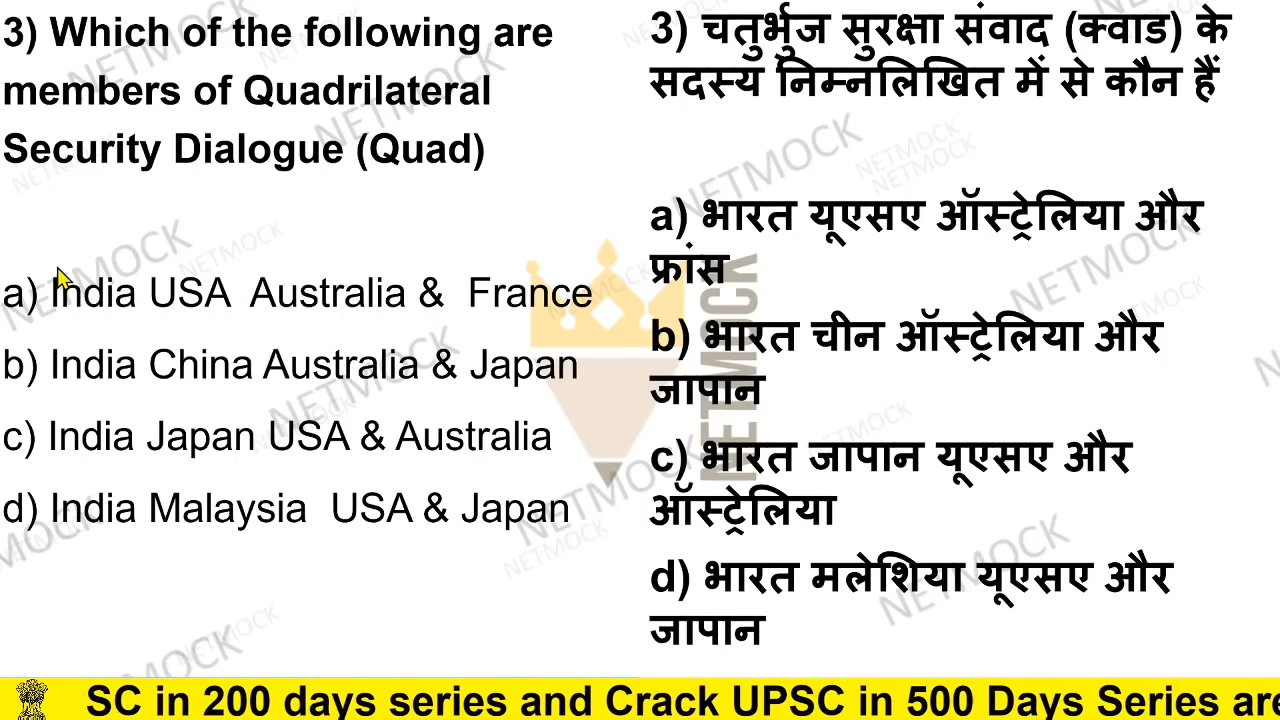 3) Which of the following are
members of Quadrilateral
Security Dialogue (Quad)
a) India USA  Australia &  France
b) India China Australia & Japan
c) India Japan USA & Australia
d) India Malaysia  USA & Japan
3) चतुर्भुज सुरक्षा संवाद (क्वाड) के
सदस्य निम्नलिखित में से कौन हैं
a) भारत यूएसए ऑस्ट्रेलिया और
फ्रांस
b) भारत चीन ऑस्ट्रेलिया और
जापान
c) भारत जापान यूएसए और
ऑस्ट्रेलिया
d) भारत मलेशिया यूएसए और
जापान
NETMOCK
SC in 200 days series and Crack UPSC in 500 Days Series are